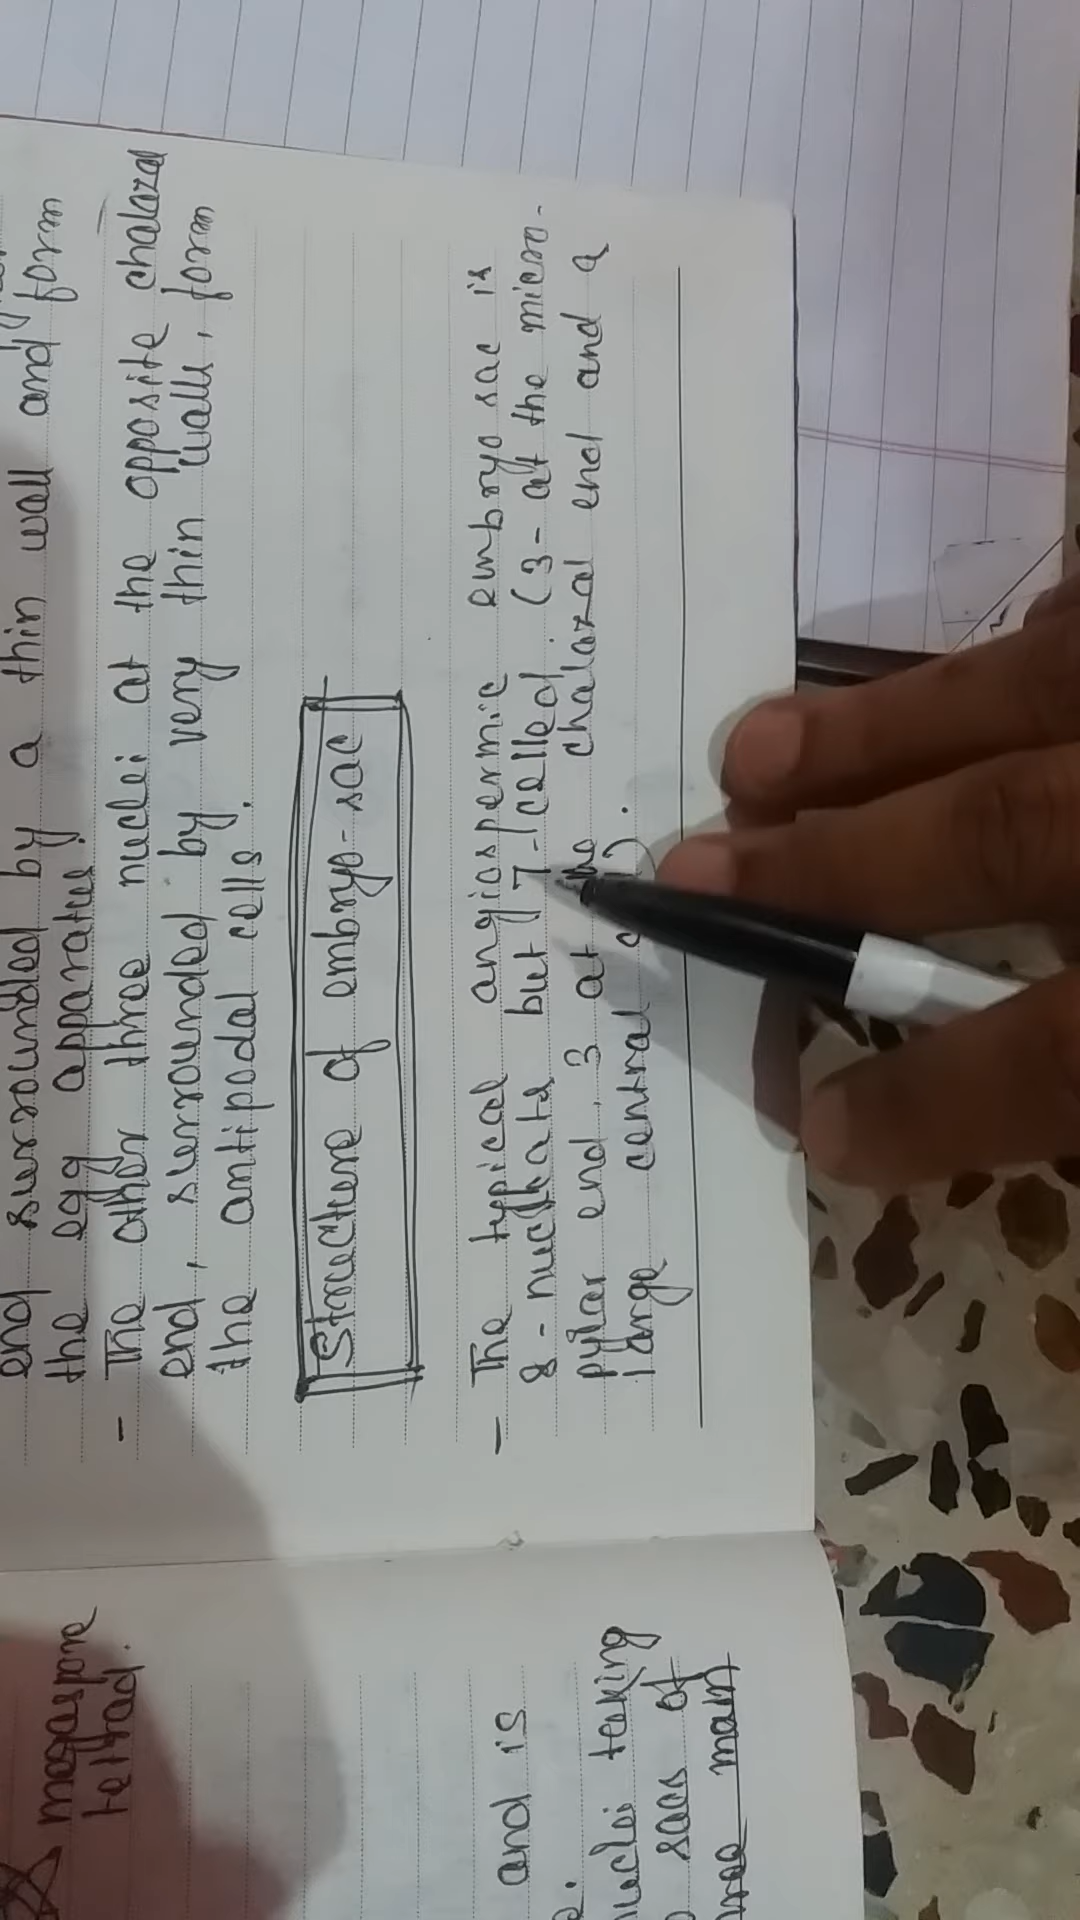 end surrounded by a thin wall and form
the egg apparatus.
- The other three nuclei at the opposite chalazal
end, surrounded by very thin walls, form
the antipodal cells.
Structure of embryo-sac
- The typical angiospermic embryo sac is
8-nucleate but 7-celled. (3- at the micro-
pylar end, 3 at the chalazal end and a
large central
megaspore
tetrad.
and is
nuclei taking
sacs of
main